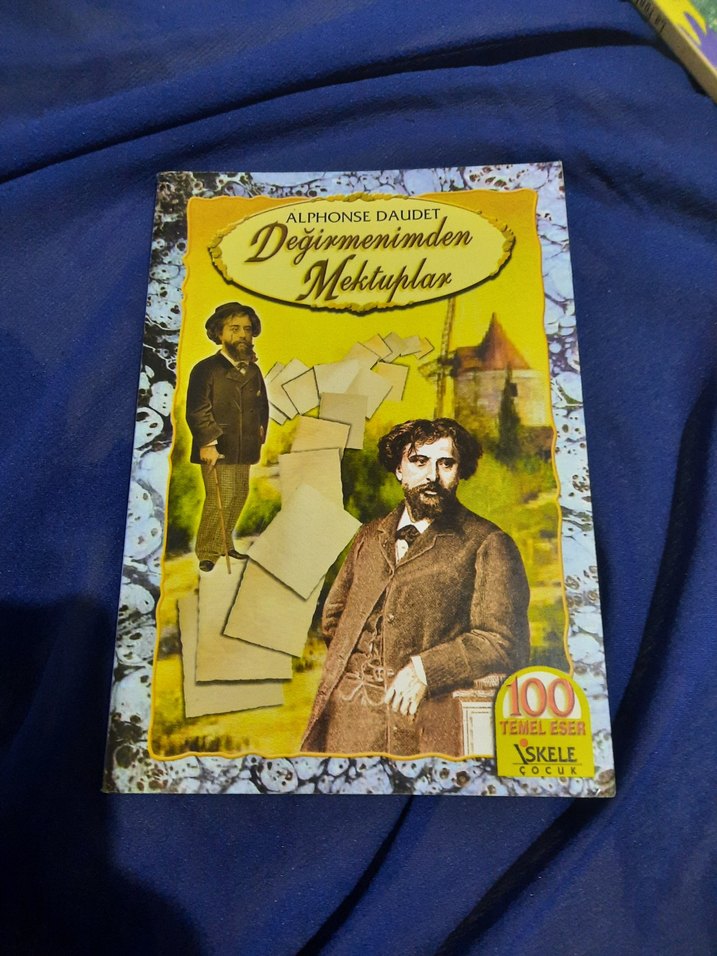 ALPHONSE DAUDET
Değirmenimden
Mektuplar
100
TEMEL ESER
İSKELE
ÇOCUK